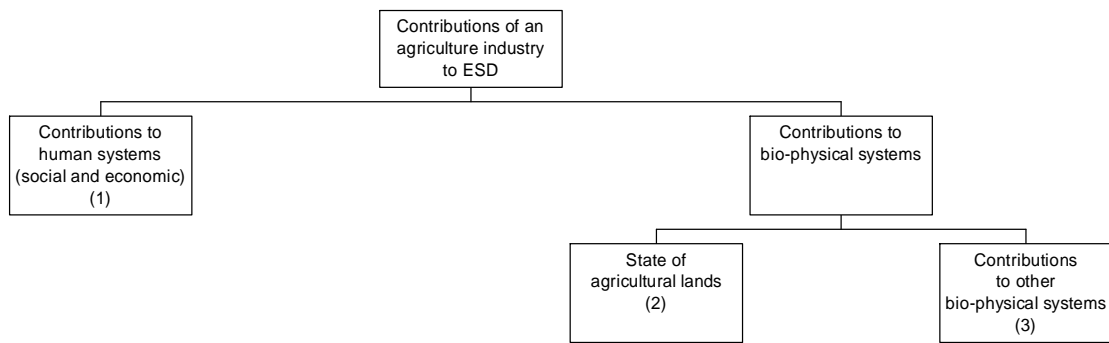 Contributions of an
agriculture industry
to ESD
Contributions to
human systems
(social and economic)
(1)
Contributions to
bio-physical systems
State of
agricultural lands
(2)
Contributions
to other
bio-physical systems
(3)